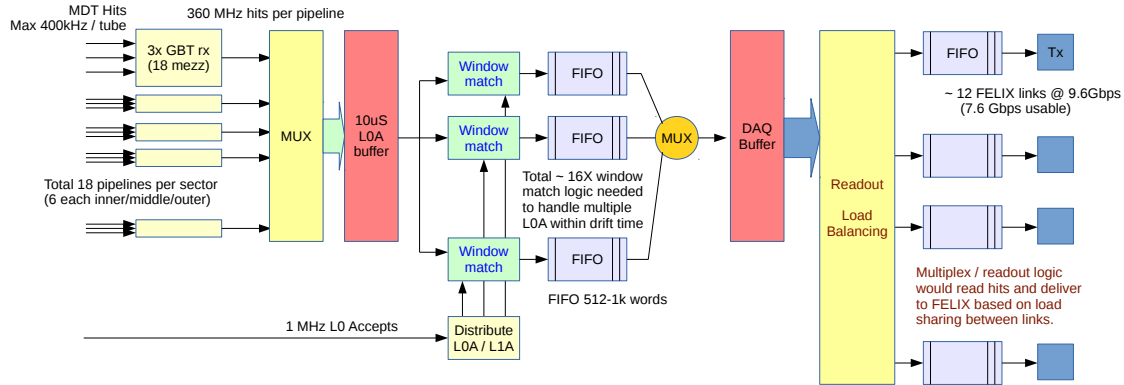 MDT Hits
Max 400kHz / tube
360 MHz hits per pipeline
3x GBT rx
(18 mezz)
MUX
10uS
L0A
buffer
Total 18 pipelines per sector
(6 each inner/middle/outer)
Window
match
FIFO
Window
match
FIFO
MUX
Total ~ 16X window
match logic needed
to handle multiple
L0A within drift time
Window
match
FIFO
FIFO 512-1k words
1 MHz L0 Accepts
Distribute
L0A / L1A
DAQ
Buffer
Readout
Load
Balancing
FIFO
Tx
~ 12 FELIX links @ 9.6Gbps
(7.6 Gbps usable)
Multiplex / readout logic
would read hits and deliver
to FELIX based on load
sharing between links.